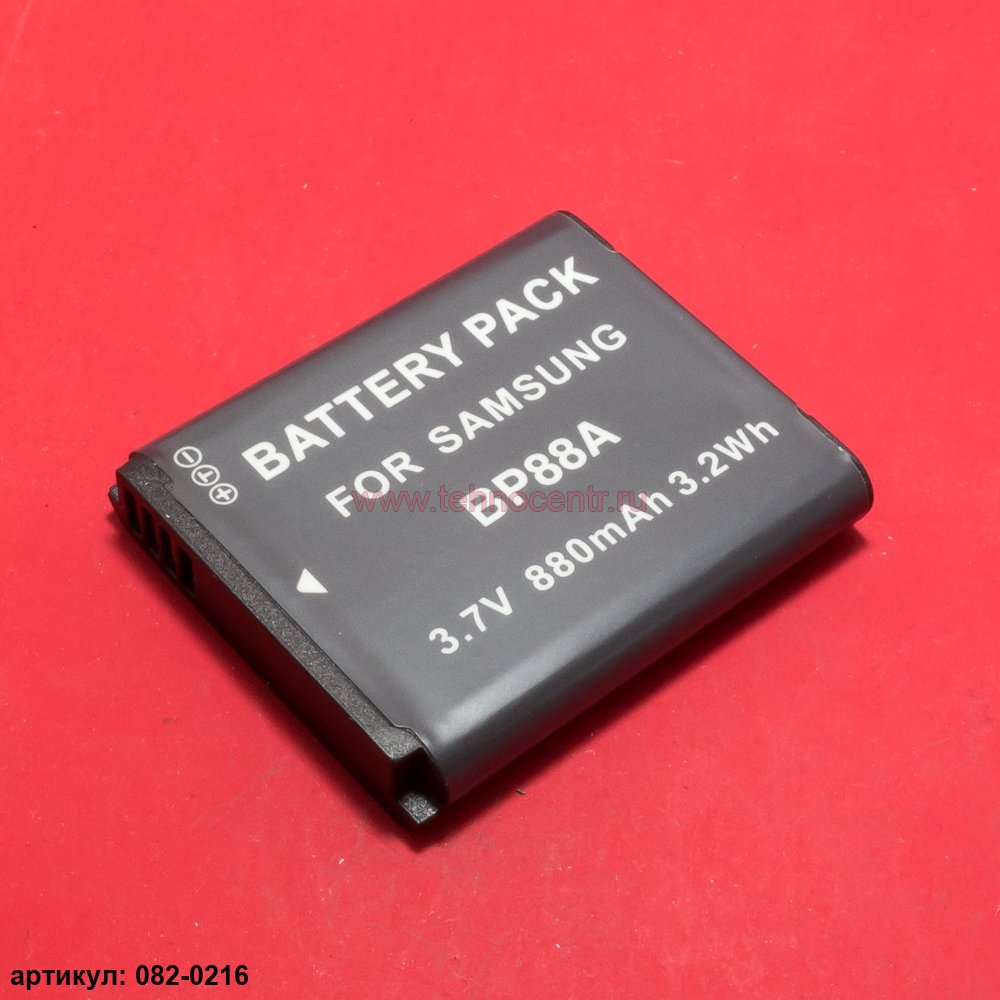 BATTERY PACK
FOR SAMSUNG
BP88A
3.7V 880mAh 3.2Wh
− T +
www.tehnocentr.ru
артикул: 082-0216